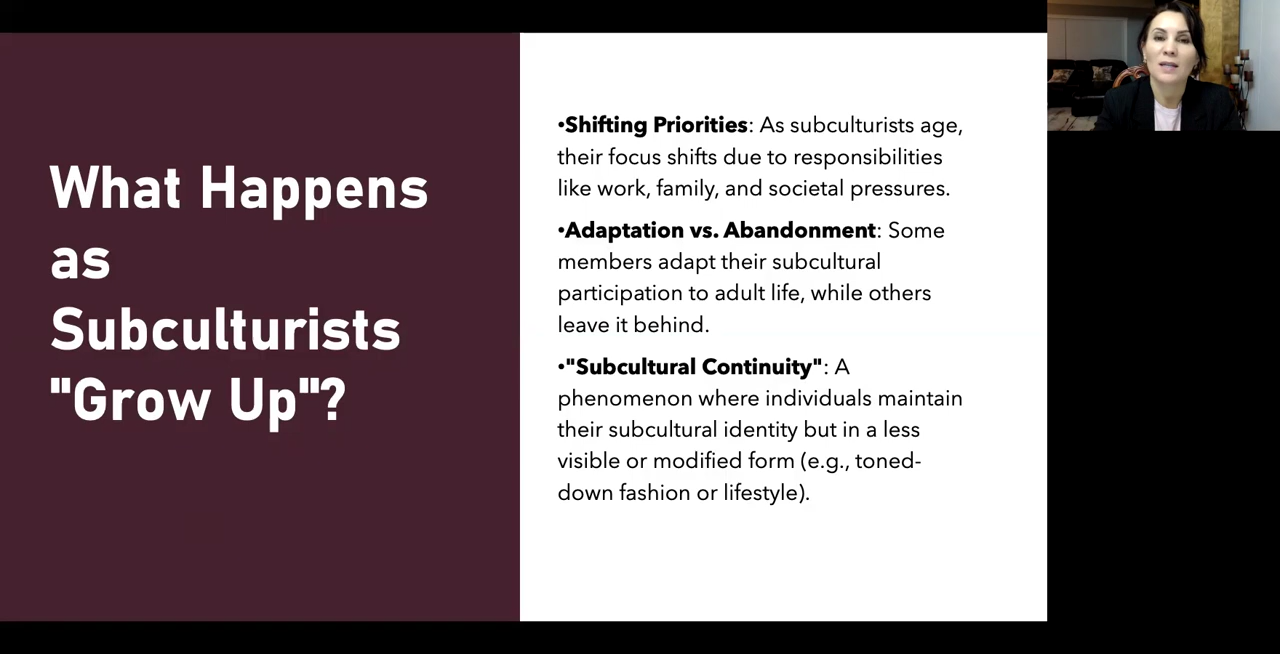 What Happens
as
Subculturists
"Grow Up"?
•Shifting Priorities: As subculturists age,
their focus shifts due to responsibilities
like work, family, and societal pressures.
•Adaptation vs. Abandonment: Some
members adapt their subcultural
participation to adult life, while others
leave it behind.
•"Subcultural Continuity": A
phenomenon where individuals maintain
their subcultural identity but in a less
visible or modified form (e.g., toned-
down fashion or lifestyle).